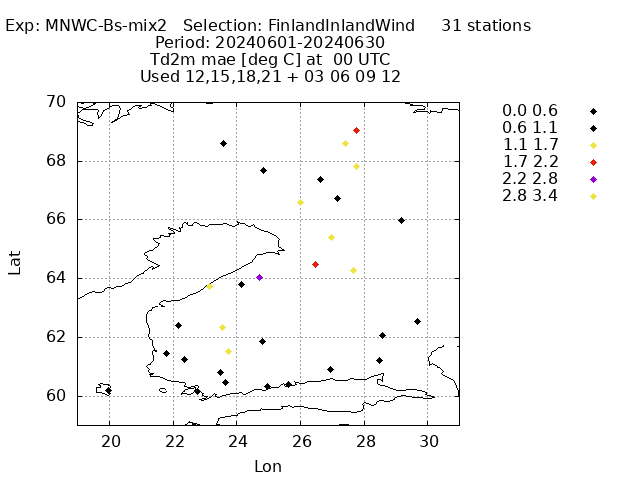 Exp: MNWC-Bs-mix2 Selection: FinlandInlandWind 31 stations
Period: 20240601-20240630
Td2m mae [deg C] at 00 UTC
Used 12,15,18,21 + 03 06 09 12
0.0 0.6
0.6 1.1
1.1 1.7
1.7 2.2
2.2 2.8
2.8 3.4
70
68
66
64
62
60
Lat
20 22 24 26 28 30
Lon